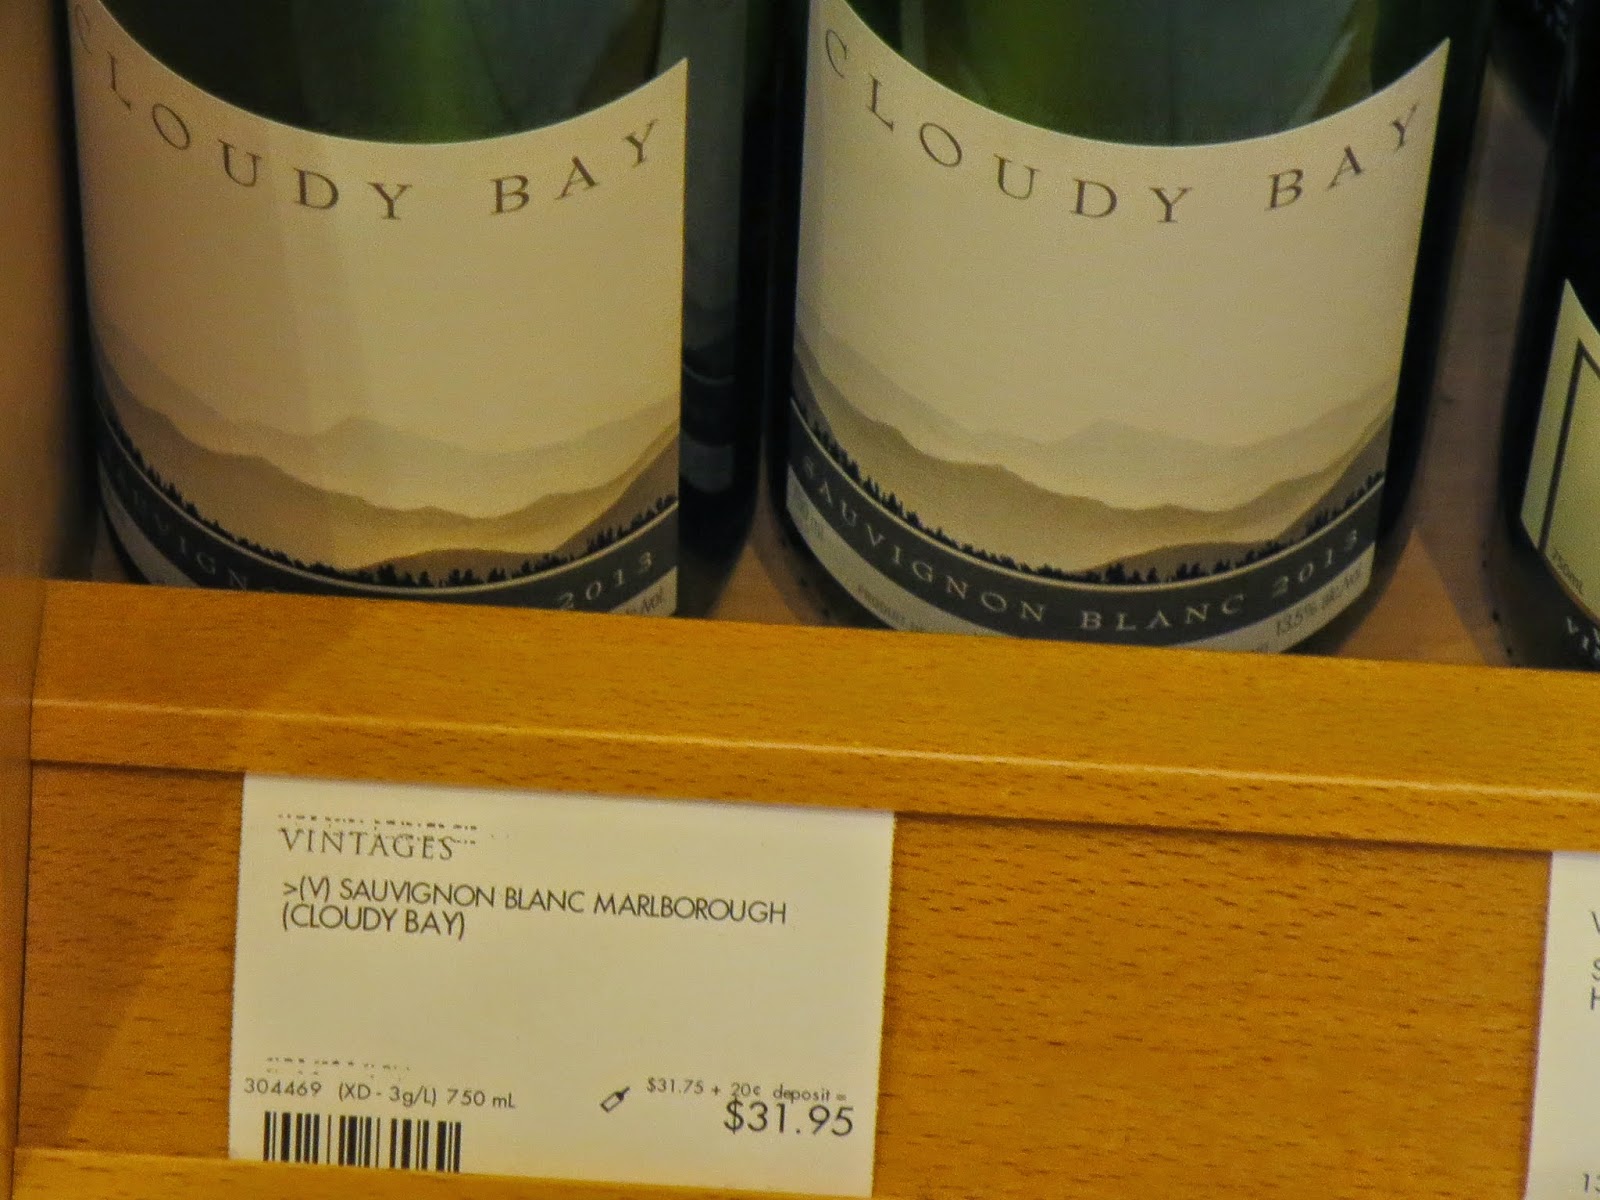 CLOUDY BAY
SAUVIGNON 2013
CLOUDY BAY
SAUVIGNON BLANC 2013
13.5% alc/vol
750mL
VINTAGES
>(V) SAUVIGNON BLANC MARLBOROUGH
(CLOUDY BAY)
304469 (XD - 3g/L) 750 mL
$31.75 + 20¢ deposit =
$31.95